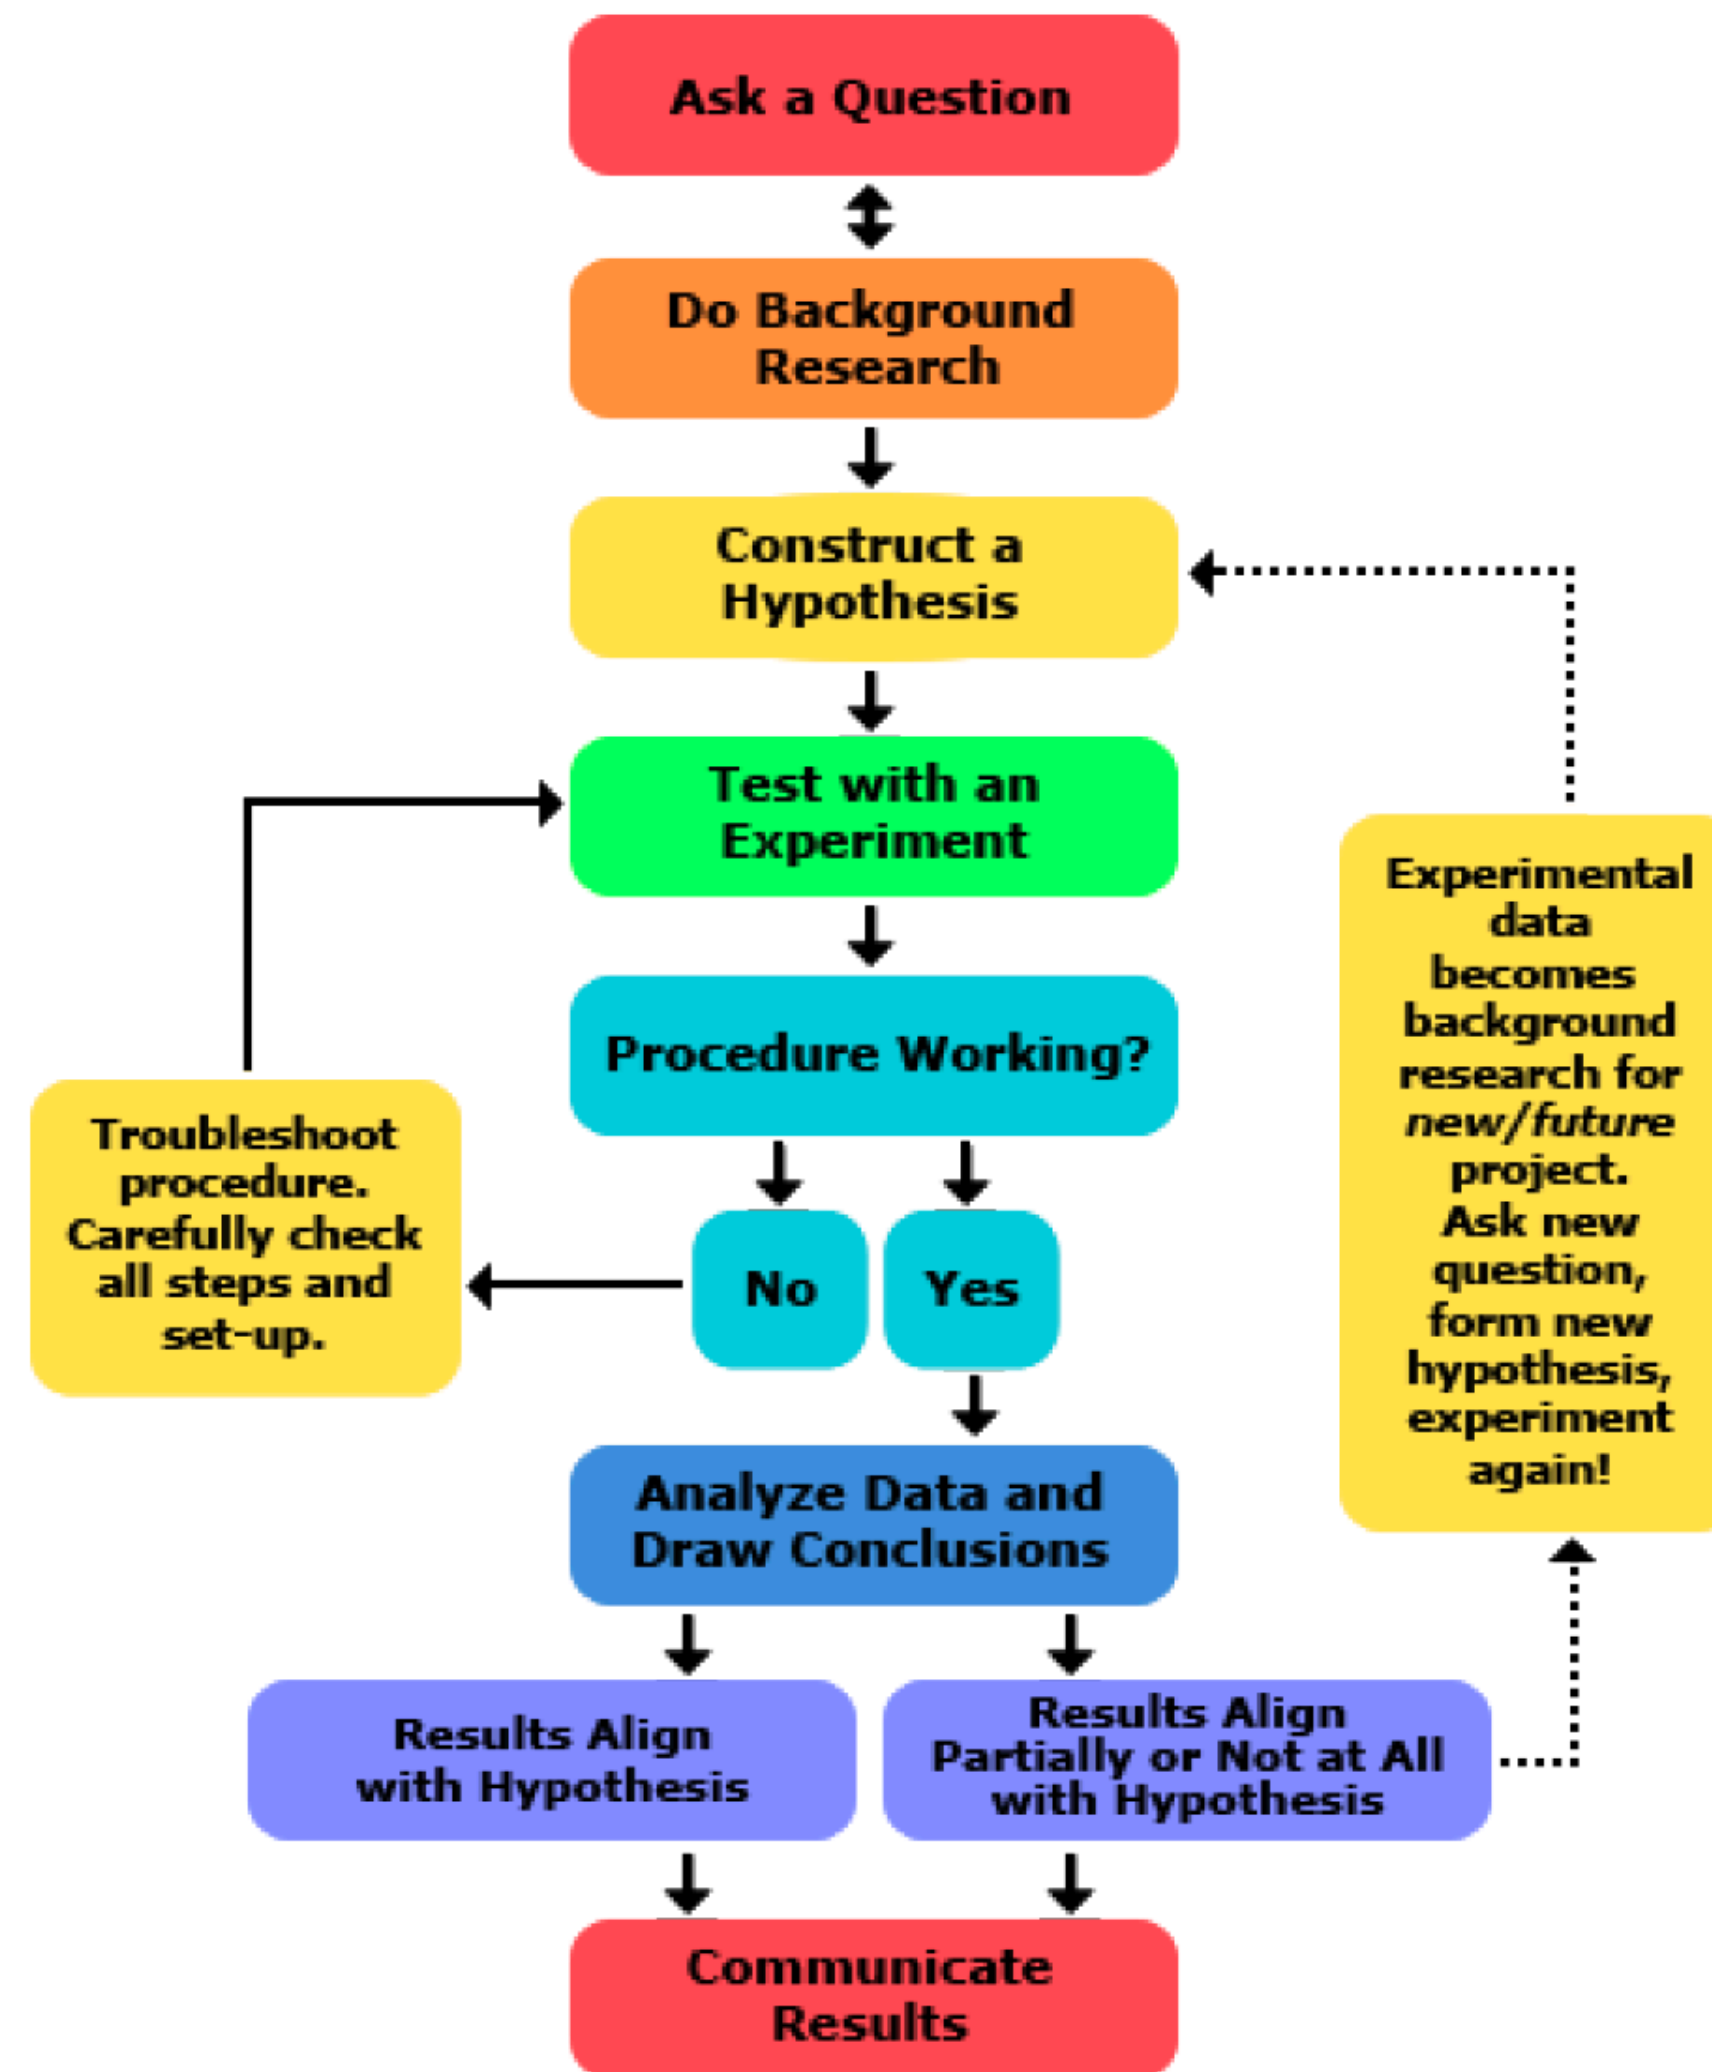 Ask a Question
Do Background
Research
Construct a
Hypothesis
Test with an
Experiment
Procedure Working?
No
Yes
Troubleshoot
procedure.
Carefully check
all steps and
set-up.
Experimental
data
becomes
background
research for
new/future
project.
Ask new
question,
form new
hypothesis,
experiment
again!
Analyze Data and
Draw Conclusions
Results Align
with Hypothesis
Results Align
Partially or Not at All
with Hypothesis
Communicate
Results